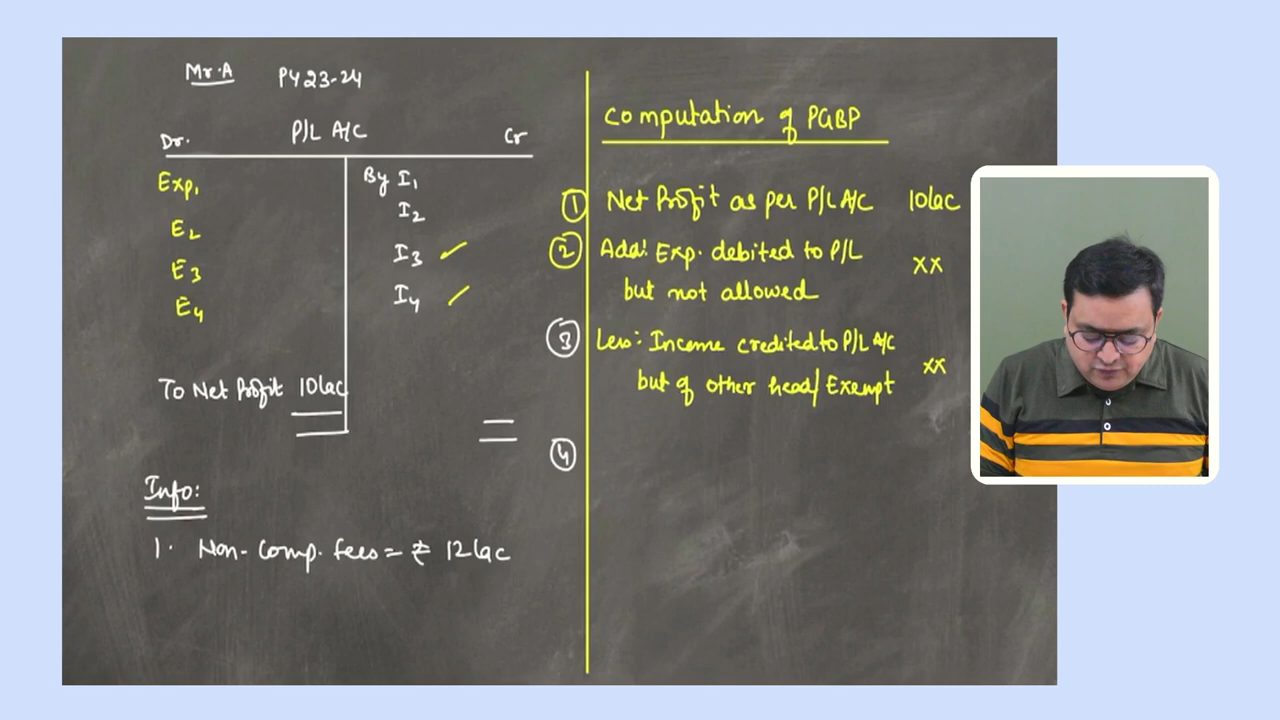 Mr.A PY 23-24
P/L A/C
Dr. Cr
Exp1
E2
E3
E4
To Net Profit 10lac
By I1
I2
I3 ✓
I4 ✓
Info:
1. Non-Comp. fees = ₹ 12 lac
Computation of PGBP
① Net Profit as per P/L A/C 10lac
② Add: Exp. debited to P/L
but not allowed xx
③ Less: Income credited to P/L A/C
but of other head/Exempt xx
④